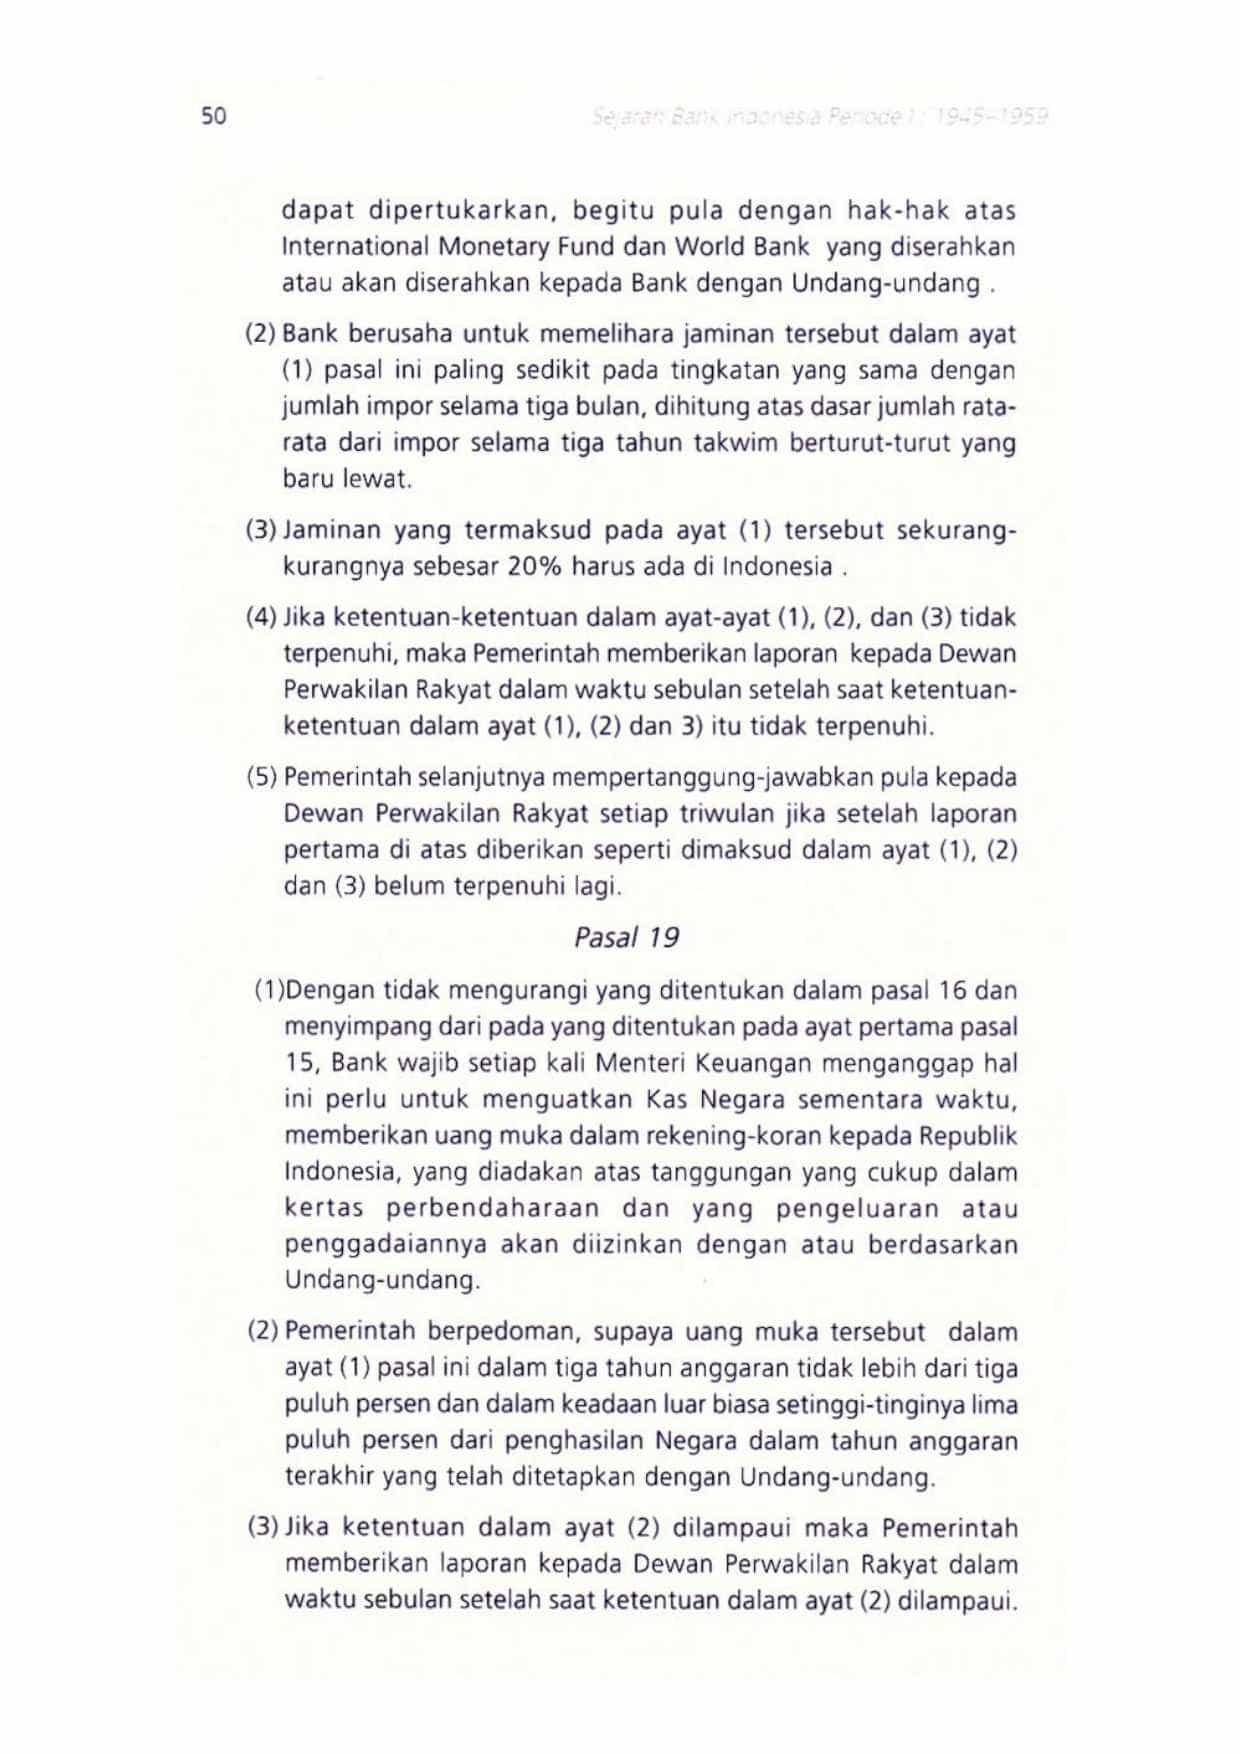 50
Sejarah Bank Indonesia Periode I : 1945–1959
dapat dipertukarkan, begitu pula dengan hak-hak atas
International Monetary Fund dan World Bank yang diserahkan
atau akan diserahkan kepada Bank dengan Undang-undang .
(2) Bank berusaha untuk memelihara jaminan tersebut dalam ayat
(1) pasal ini paling sedikit pada tingkatan yang sama dengan
jumlah impor selama tiga bulan, dihitung atas dasar jumlah rata-
rata dari impor selama tiga tahun takwim berturut-turut yang
baru lewat.
(3) Jaminan yang termaksud pada ayat (1) tersebut sekurang-
kurangnya sebesar 20% harus ada di Indonesia .
(4) Jika ketentuan-ketentuan dalam ayat-ayat (1), (2), dan (3) tidak
terpenuhi, maka Pemerintah memberikan laporan kepada Dewan
Perwakilan Rakyat dalam waktu sebulan setelah saat ketentuan-
ketentuan dalam ayat (1), (2) dan 3) itu tidak terpenuhi.
(5) Pemerintah selanjutnya mempertanggung-jawabkan pula kepada
Dewan Perwakilan Rakyat setiap triwulan jika setelah laporan
pertama di atas diberikan seperti dimaksud dalam ayat (1), (2)
dan (3) belum terpenuhi lagi.
Pasal 19
(1)Dengan tidak mengurangi yang ditentukan dalam pasal 16 dan
menyimpang dari pada yang ditentukan pada ayat pertama pasal
15, Bank wajib setiap kali Menteri Keuangan menganggap hal
ini perlu untuk menguatkan Kas Negara sementara waktu,
memberikan uang muka dalam rekening-koran kepada Republik
Indonesia, yang diadakan atas tanggungan yang cukup dalam
kertas perbendaharaan dan yang pengeluaran atau
penggadaiannya akan diizinkan dengan atau berdasarkan
Undang-undang.
(2) Pemerintah berpedoman, supaya uang muka tersebut dalam
ayat (1) pasal ini dalam tiga tahun anggaran tidak lebih dari tiga
puluh persen dan dalam keadaan luar biasa setinggi-tinginya lima
puluh persen dari penghasilan Negara dalam tahun anggaran
terakhir yang telah ditetapkan dengan Undang-undang.
(3) Jika ketentuan dalam ayat (2) dilampaui maka Pemerintah
memberikan laporan kepada Dewan Perwakilan Rakyat dalam
waktu sebulan setelah saat ketentuan dalam ayat (2) dilampaui.